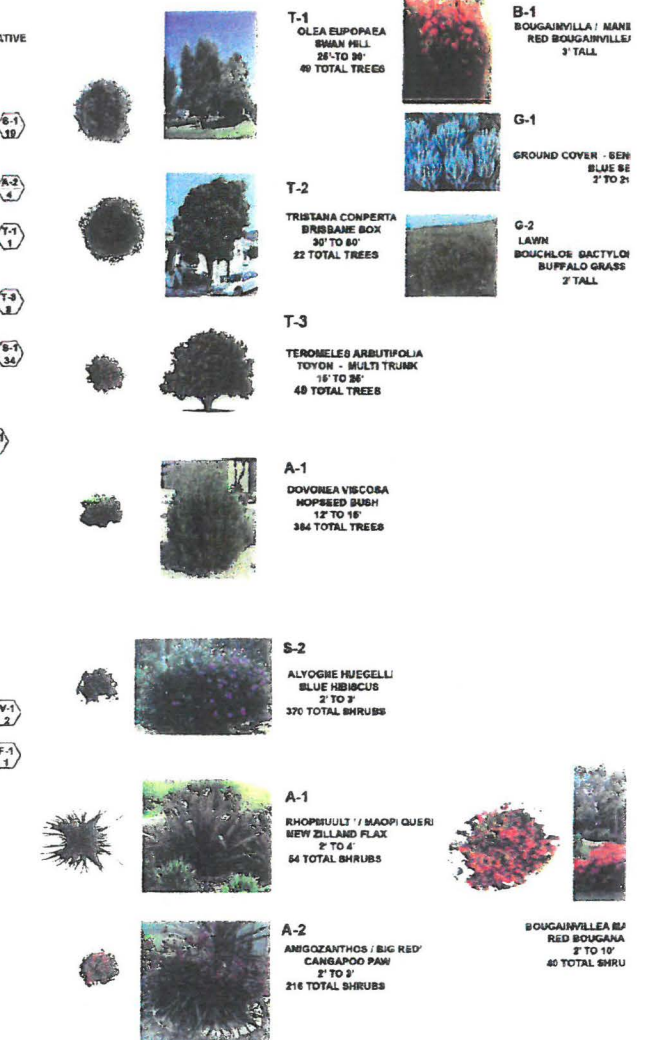 ATIVE
S-1
19
A-2
4
T-1
1
T-3
8
S-1
34
V-1
2
F-1
1
T-1
OLEA EUPOPAEA
SWAN HILL
25'-TO 30'
49 TOTAL TREES
T-2
TRISTANA CONPERTA
BRISBANE BOX
30' TO 60'
22 TOTAL TREES
T-3
TEROMELES ARBUTIFOLIA
TOYON - MULTI TRUNK
15' TO 25'
49 TOTAL TREES
A-1
DOVONEA VISCOSA
HOPSEED BUSH
12' TO 15'
384 TOTAL TREES
S-2
ALYOGNE HUEGELLI
BLUE HIBISCUS
2' TO 3'
370 TOTAL SHRUBS
A-1
RHOPMUULT '/ MAOPI QUERI
NEW ZILLAND FLAX
2' TO 4'
54 TOTAL SHRUBS
A-2
ANIGOZANTHOS / BIG RED'
CANGAPOO PAW
2' TO 3'
216 TOTAL SHRUBS
B-1
BOUGAINVILLA / MANE
RED BOUGAINVILLE
3' TALL
G-1
GROUND COVER - SEN
BLUE SE
2' TO
G-2
LAWN
BOUCHLOE DACTYLOI
BUFFALO GRASS
2' TALL
BOUGAINVILLEA
RED BOUGANA
2' TO 10'
40 TOTAL SHRU